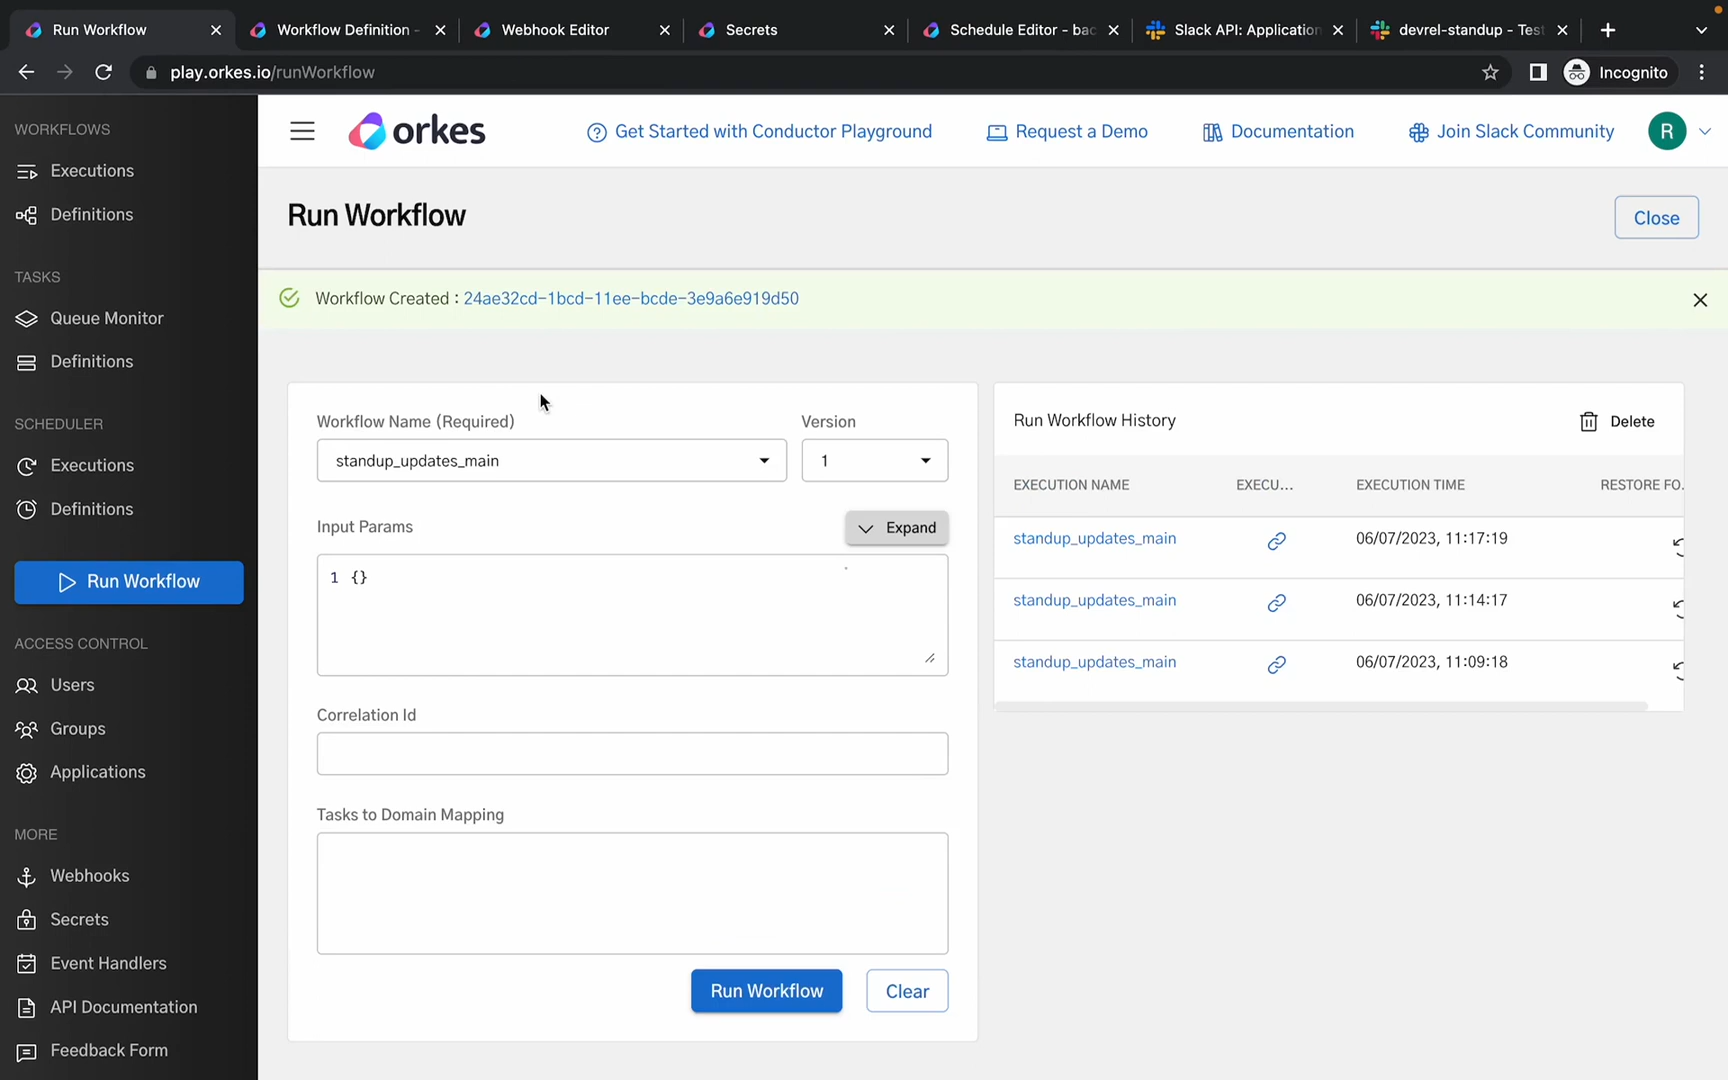 Run Workflow
Workflow Definition -
Webhook Editor
Secrets
Schedule Editor - bac
Slack API: Application
devrel-standup - Test
play.orkes.io/runWorkflow
Incognito
WORKFLOWS
Executions
Definitions
TASKS
Queue Monitor
Definitions
SCHEDULER
Executions
Definitions
Run Workflow
ACCESS CONTROL
Users
Groups
Applications
MORE
Webhooks
Secrets
Event Handlers
API Documentation
Feedback Form
orkes
Get Started with Conductor Playground
Request a Demo
Documentation
Join Slack Community
R
Run Workflow
Close
Workflow Created : 24ae32cd-1bcd-11ee-bcde-3e9a6e919d50
Workflow Name (Required)
standup_updates_main
Version
1
Input Params
Expand
1 {}
Correlation Id
Tasks to Domain Mapping
Run Workflow
Clear
Run Workflow History
Delete
EXECUTION NAME EXECU... EXECUTION TIME RESTORE FO.
standup_updates_main 06/07/2023, 11:17:19
standup_updates_main 06/07/2023, 11:14:17
standup_updates_main 06/07/2023, 11:09:18